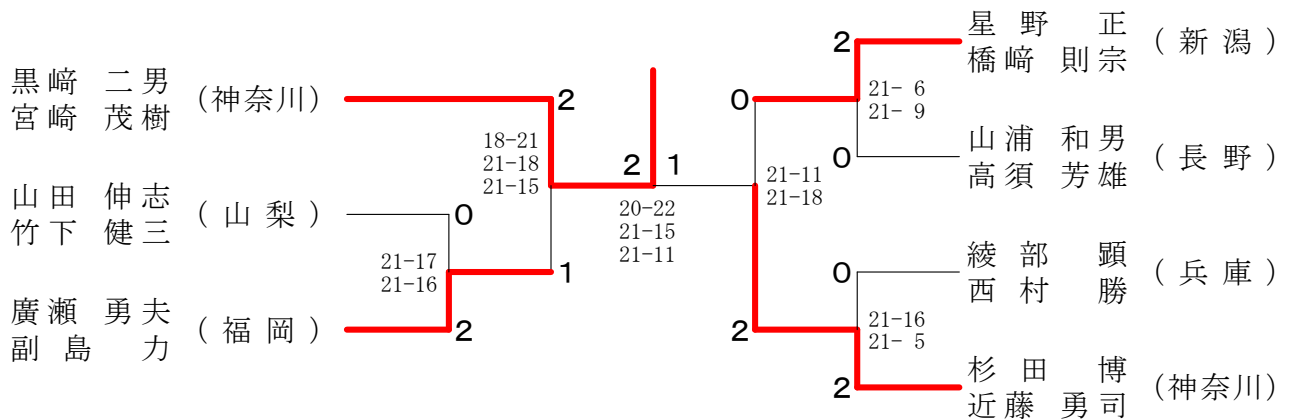 黒﨑 二男
宮崎 茂樹
(神奈川)
2
18-21
21-18
21-15
山田 伸志
竹下 健三
(山梨)
0
21-17
21-16
1
廣瀬 勇夫
副島 力
(福岡)
2
2 1
20-22
21-15
21-11
星野 正
橋﨑 則宗
(新潟)
2
0
21- 6
21- 9
山浦 和男
高須 芳雄
(長野)
0
21-11
21-18
綾部 顕
西村 勝
(兵庫)
0
2
21-16
21- 5
杉田 博
近藤 勇司
(神奈川)
2